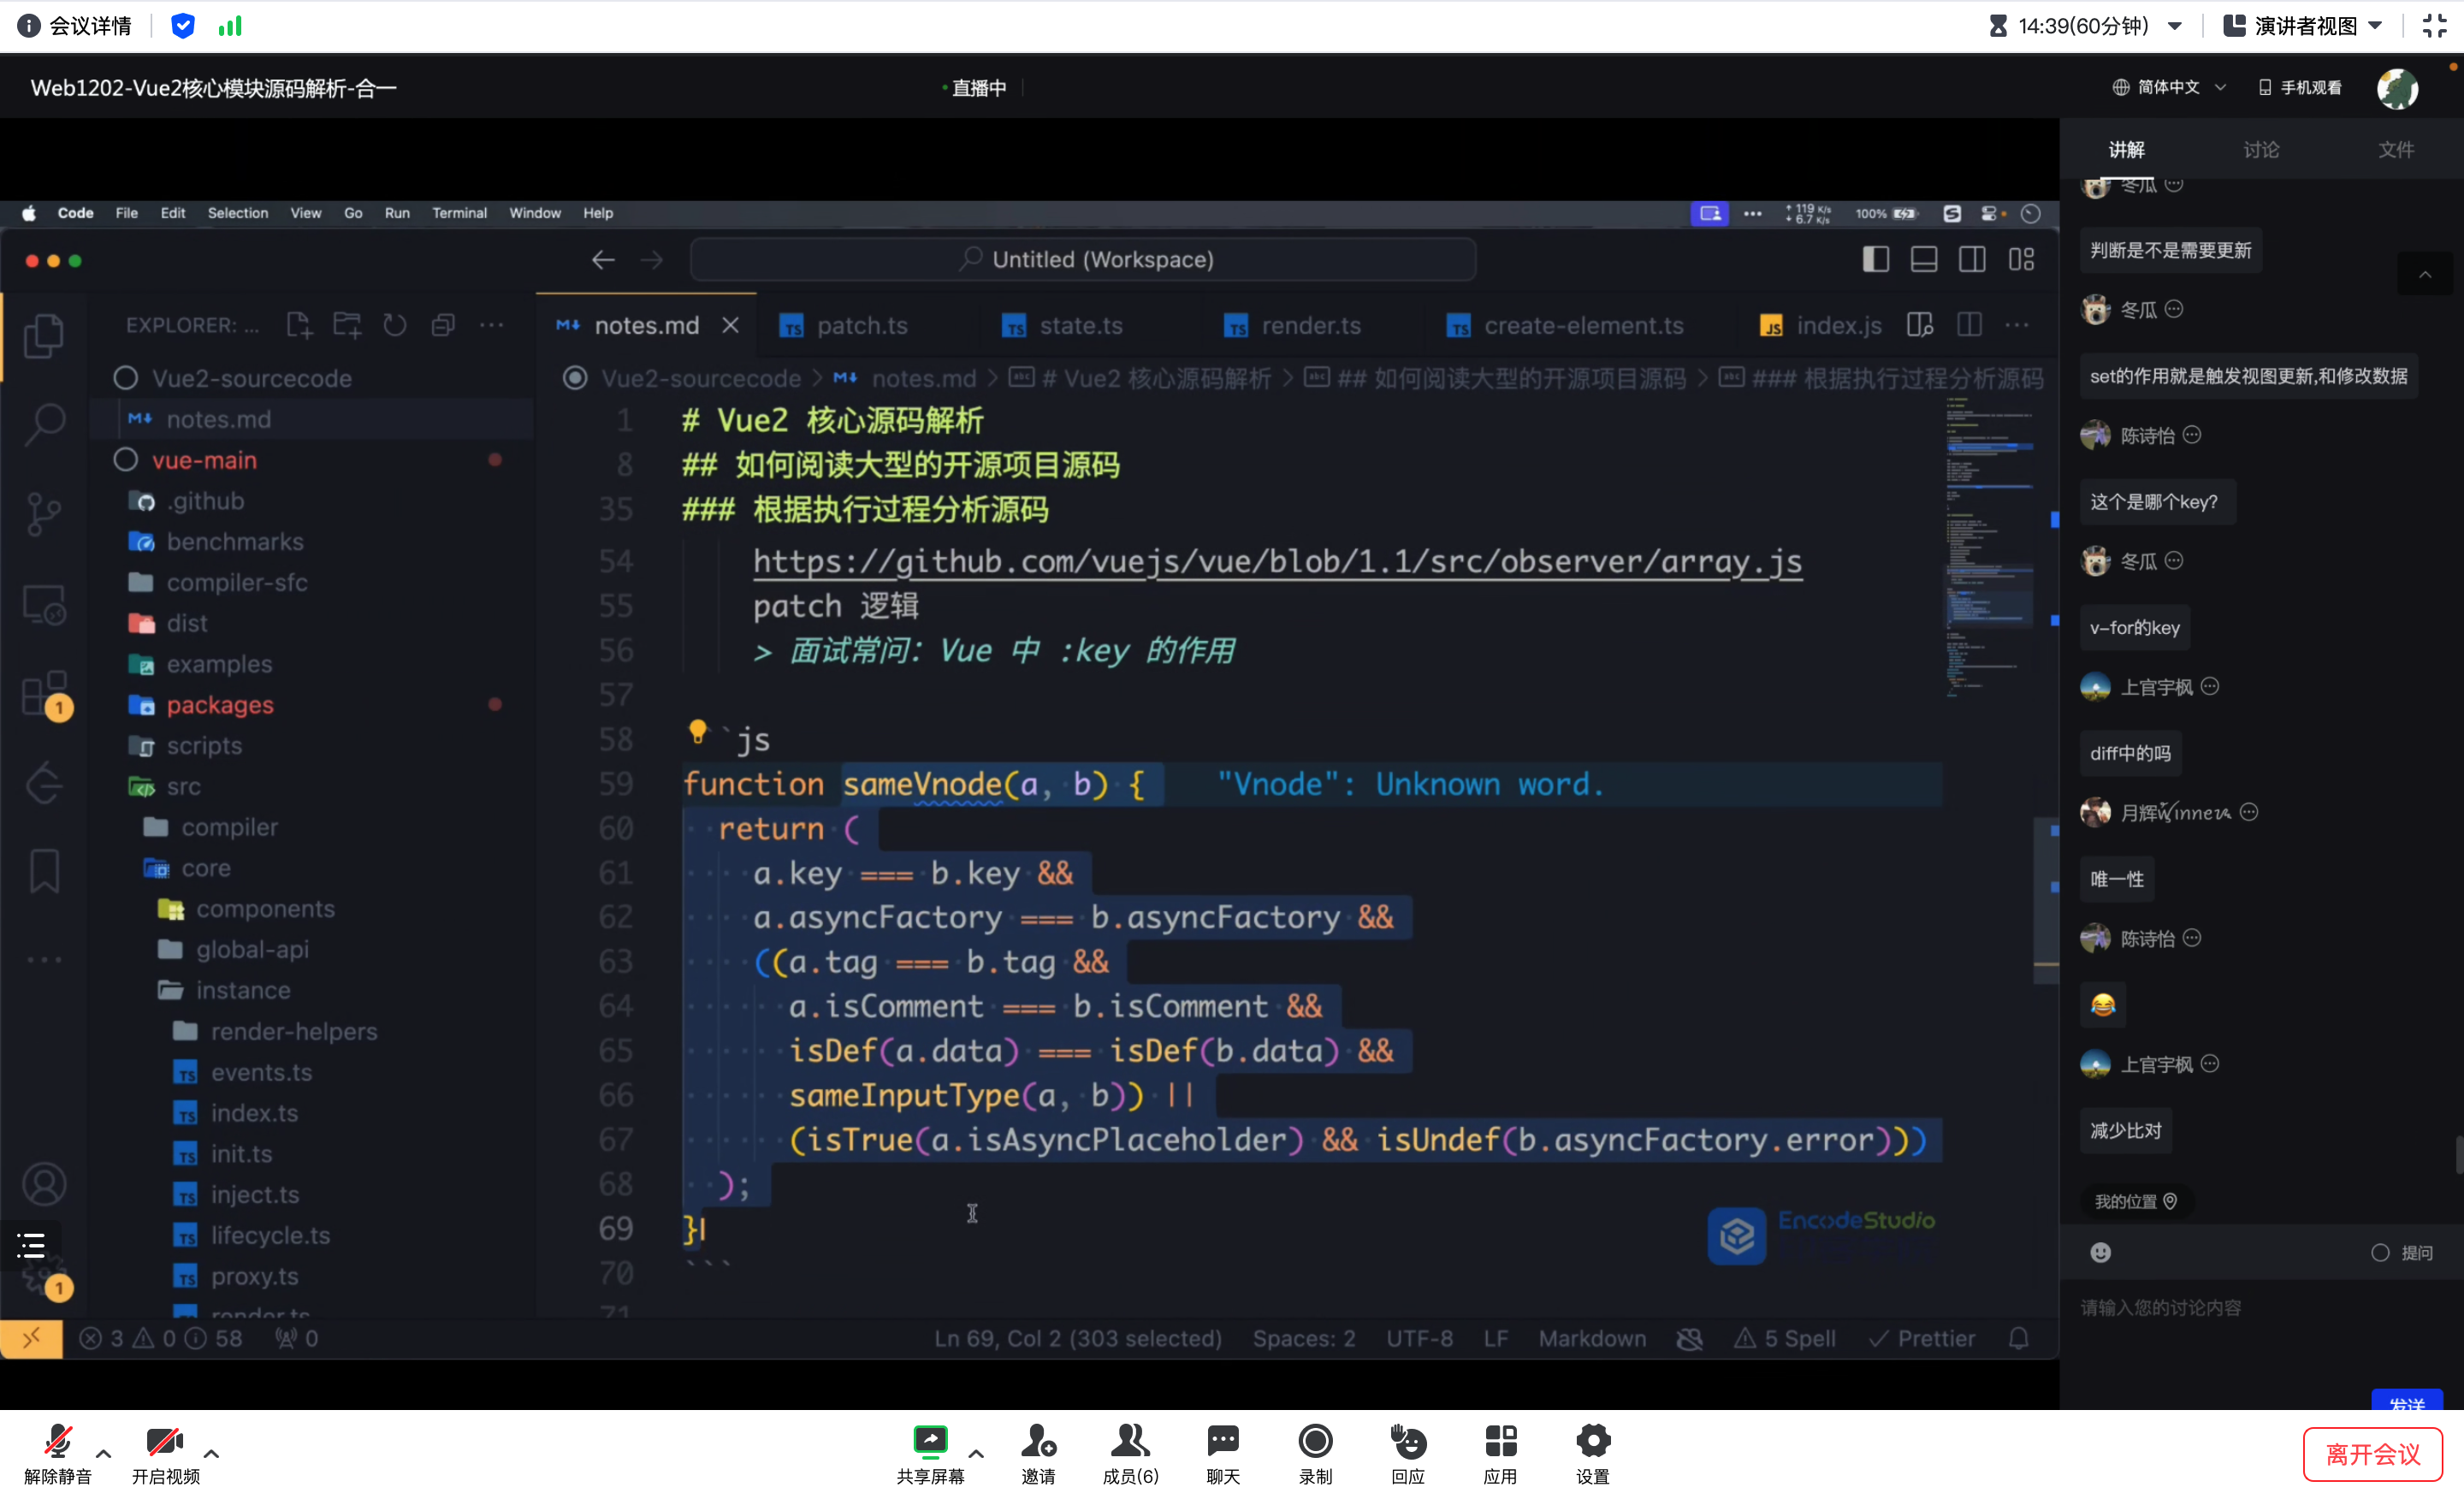 会议详情
14:39(60分钟)
演讲者视图
Web1202-Vue2核心模块源码解析-合一
直播中
简体中文
手机观看
讲解
讨论
文件
Code File Edit Selection View Go Run Terminal Window Help
↑ 119 K/s
↓ 6.7 K/s
100%
Untitled (Workspace)
EXPLORER: ...
notes.md
patch.ts
state.ts
render.ts
create-element.ts
index.js
Vue2-sourcecode > notes.md > # Vue2 核心源码解析 > ## 如何阅读大型的开源项目源码 > ### 根据执行过程分析源码
Vue2-sourcecode
notes.md
vue-main
.github
benchmarks
compiler-sfc
dist
examples
packages
scripts
src
compiler
core
components
global-api
instance
render-helpers
events.ts
index.ts
init.ts
inject.ts
lifecycle.ts
proxy.ts
render.ts
1
1
1 # Vue2 核心源码解析
8 ## 如何阅读大型的开源项目源码
35 ### 根据执行过程分析源码
54 https://github.com/vuejs/vue/blob/1.1/src/observer/array.js
55 patch 逻辑
56 > 面试常问: Vue 中 :key 的作用
57
58 `js
59 function sameVnode(a, b) { "Vnode": Unknown word.
60 return (
61 a.key === b.key &&
62 a.asyncFactory === b.asyncFactory &&
63 ((a.tag === b.tag &&
64 a.isComment === b.isComment &&
65 isDef(a.data) === isDef(b.data) &&
66 sameInputType(a, b)) ||
67 (isTrue(a.isAsyncPlaceholder) && isUndef(b.asyncFactory.error)))
68 );
69 }
70 ```
71
EncodeStudio
3 0 58 0
Ln 69, Col 2 (303 selected) Spaces: 2 UTF-8 LF Markdown 5 Spell Prettier
冬瓜
判断是不是需要更新
冬瓜
set的作用就是触发视图更新,和修改数据
陈诗怡
这个是哪个key?
冬瓜
v-for的key
上官宇枫
diff中的吗
月辉Winner
唯一性
陈诗怡
😂
上官宇枫
减少比对
我的位置
提问
请输入您的讨论内容
发送
解除静音
开启视频
共享屏幕
邀请
成员(6)
聊天
录制
回应
应用
设置
离开会议